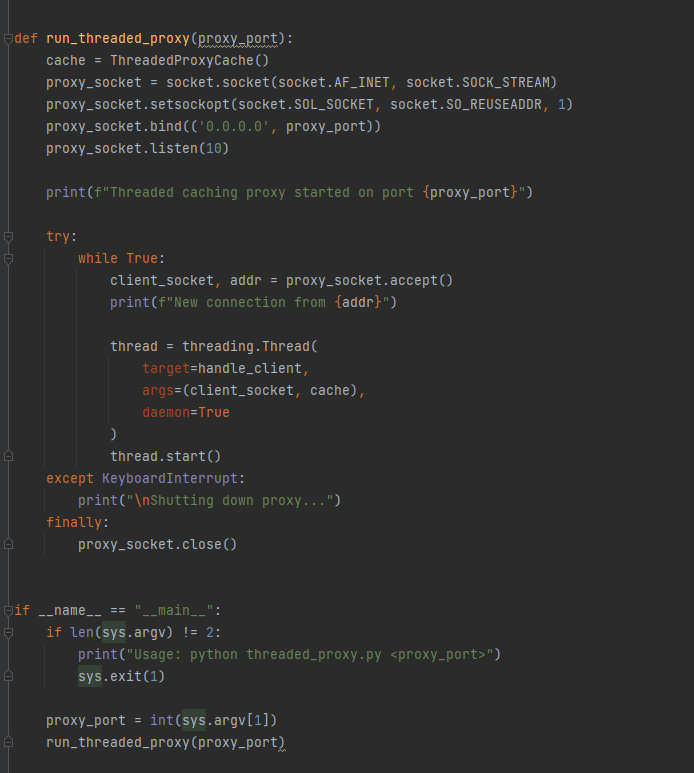 def run_threaded_proxy(proxy_port):
    cache = ThreadedProxyCache()
    proxy_socket = socket.socket(socket.AF_INET, socket.SOCK_STREAM)
    proxy_socket.setsockopt(socket.SOL_SOCKET, socket.SO_REUSEADDR, 1)
    proxy_socket.bind(('0.0.0.0', proxy_port))
    proxy_socket.listen(10)

    print(f"Threaded caching proxy started on port {proxy_port}")

    try:
        while True:
            client_socket, addr = proxy_socket.accept()
            print(f"New connection from {addr}")

            thread = threading.Thread(
                target=handle_client,
                args=(client_socket, cache),
                daemon=True
            )
            thread.start()
    except KeyboardInterrupt:
        print("\nShutting down proxy...")
    finally:
        proxy_socket.close()


if __name__ == "__main__":
    if len(sys.argv) != 2:
        print("Usage: python threaded_proxy.py <proxy_port>")
        sys.exit(1)

    proxy_port = int(sys.argv[1])
    run_threaded_proxy(proxy_port)